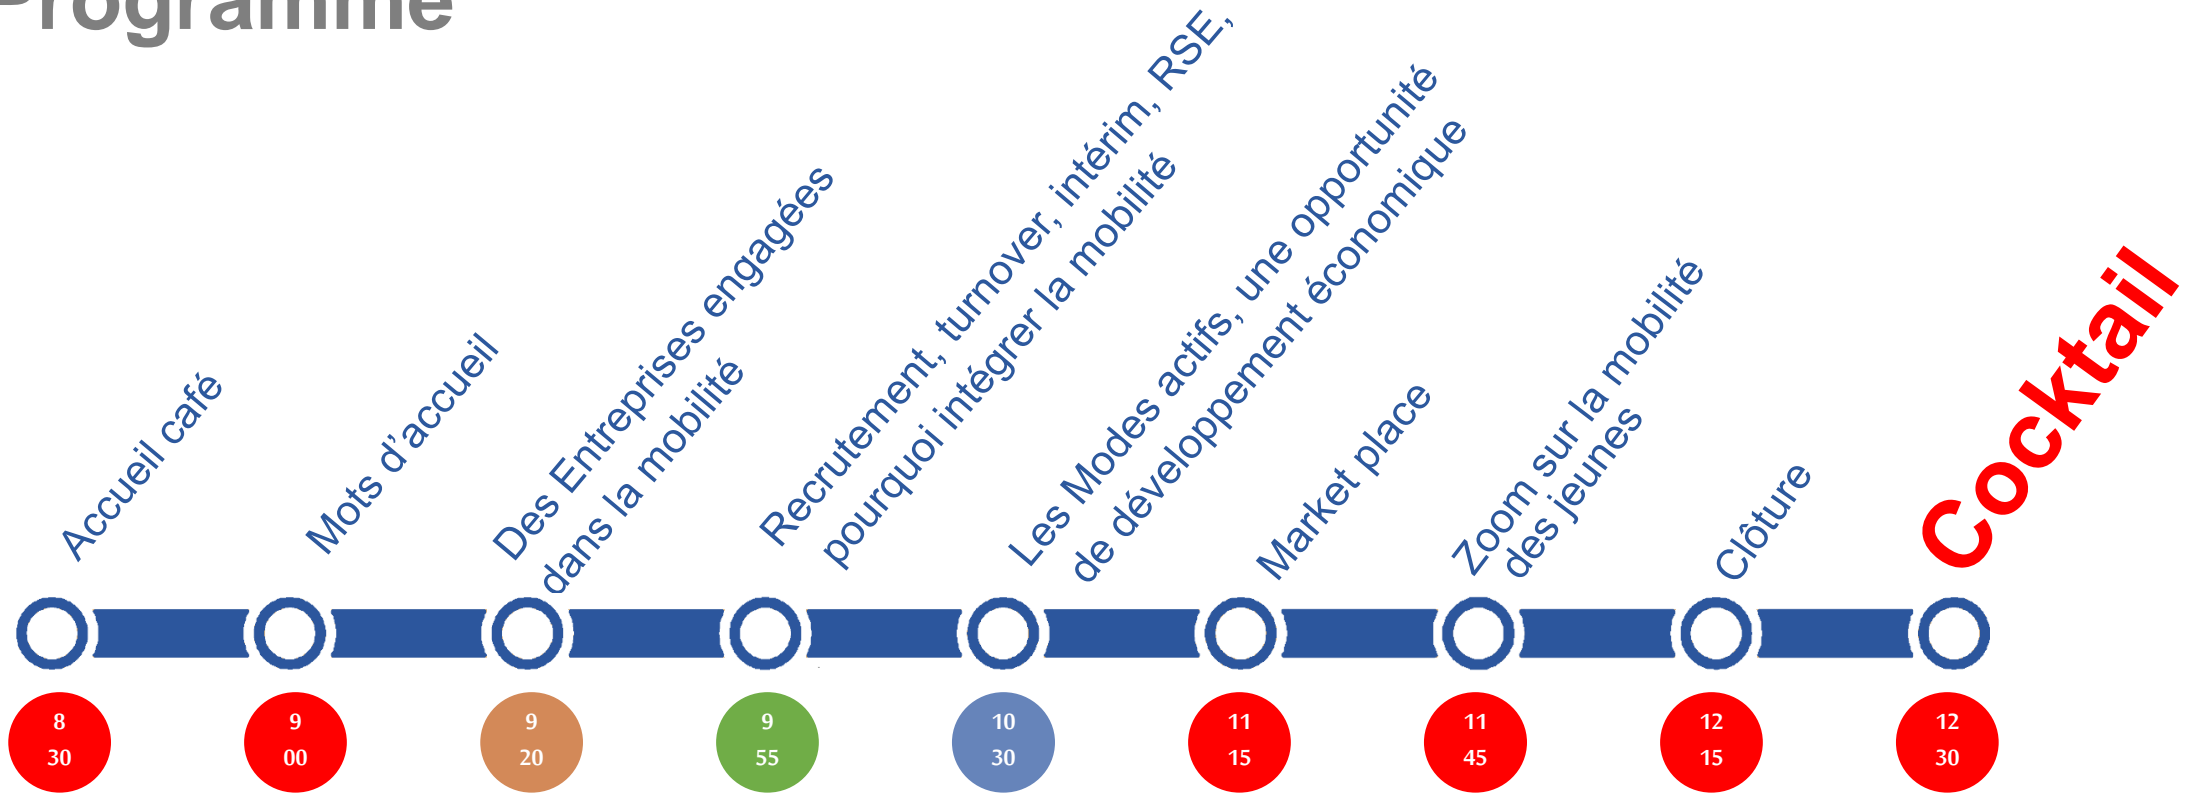 Programme
Accueil café
Mots d'accueil
Des Entreprises engagées
dans la mobilité
Recrutement, turnover, intérim, RSE,
pourquoi intégrer la mobilité
Les Modes actifs, une opportunité
de développement économique
Market place
Zoom sur la mobilité
des jeunes
Clôture
Cocktail
8
30
9
00
9
20
9
55
10
30
11
15
11
45
12
15
12
30